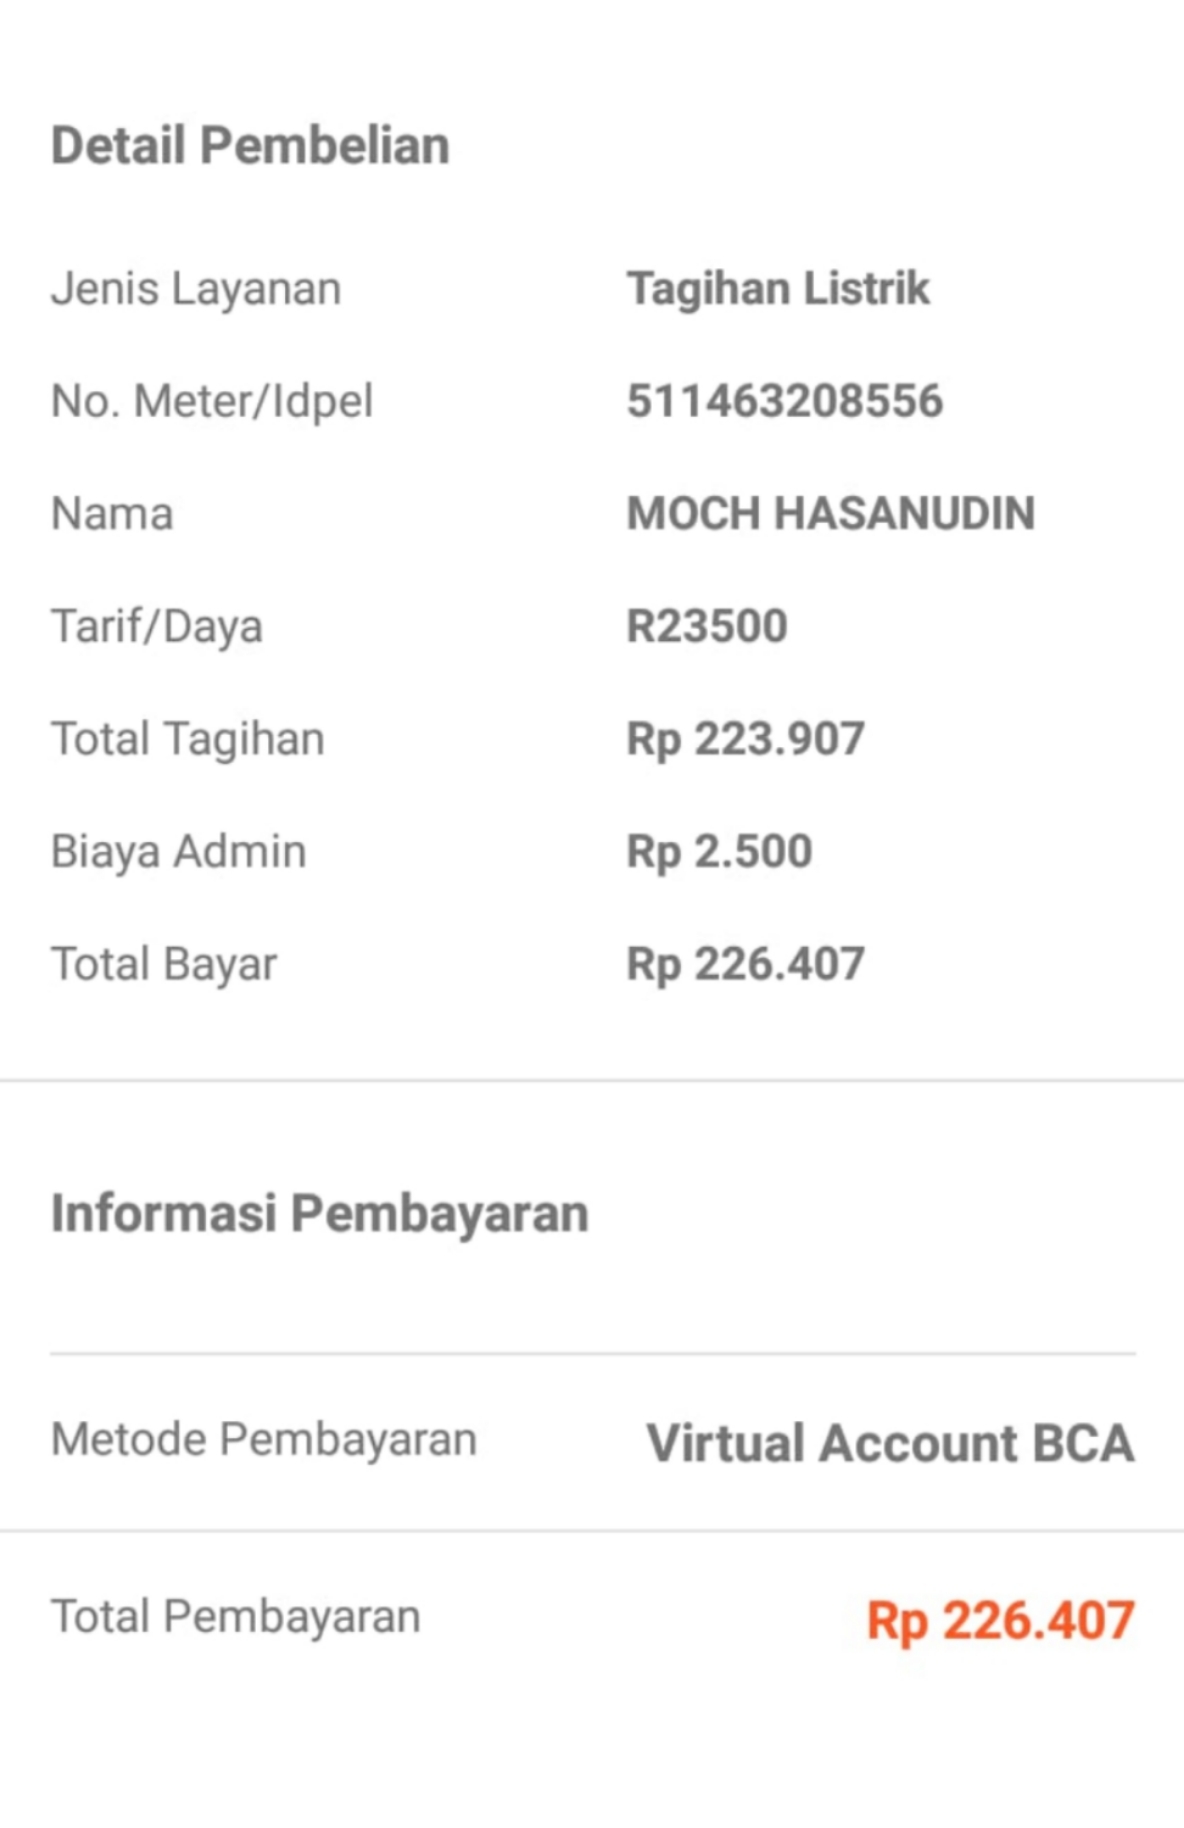 Detail Pembelian
Jenis Layanan Tagihan Listrik
No. Meter/Idpel 511463208556
Nama MOCH HASANUDIN
Tarif/Daya R23500
Total Tagihan Rp 223.907
Biaya Admin Rp 2.500
Total Bayar Rp 226.407
Informasi Pembayaran
Metode Pembayaran Virtual Account BCA
Total Pembayaran Rp 226.407